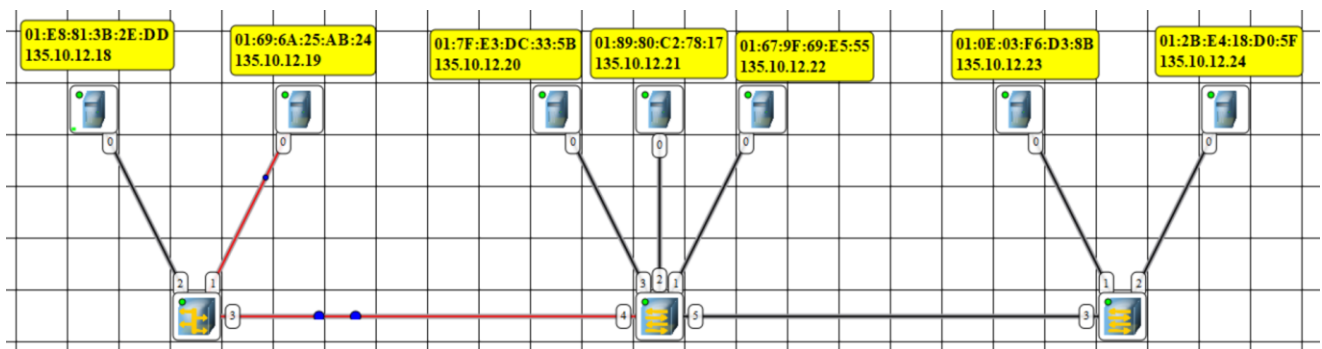 01:E8:81:3B:2E:DD
135.10.12.18
01:69:6A:25:AB:24
135.10.12.19
01:7F:E3:DC:33:5B
135.10.12.20
01:89:80:C2:78:17
135.10.12.21
01:67:9F:69:E5:55
135.10.12.22
01:0E:03:F6:D3:8B
135.10.12.23
01:2B:E4:18:D0:5F
135.10.12.24
0 0 0 0 0 0 0
2 1 3 2 1 1 2
3 4 5 3